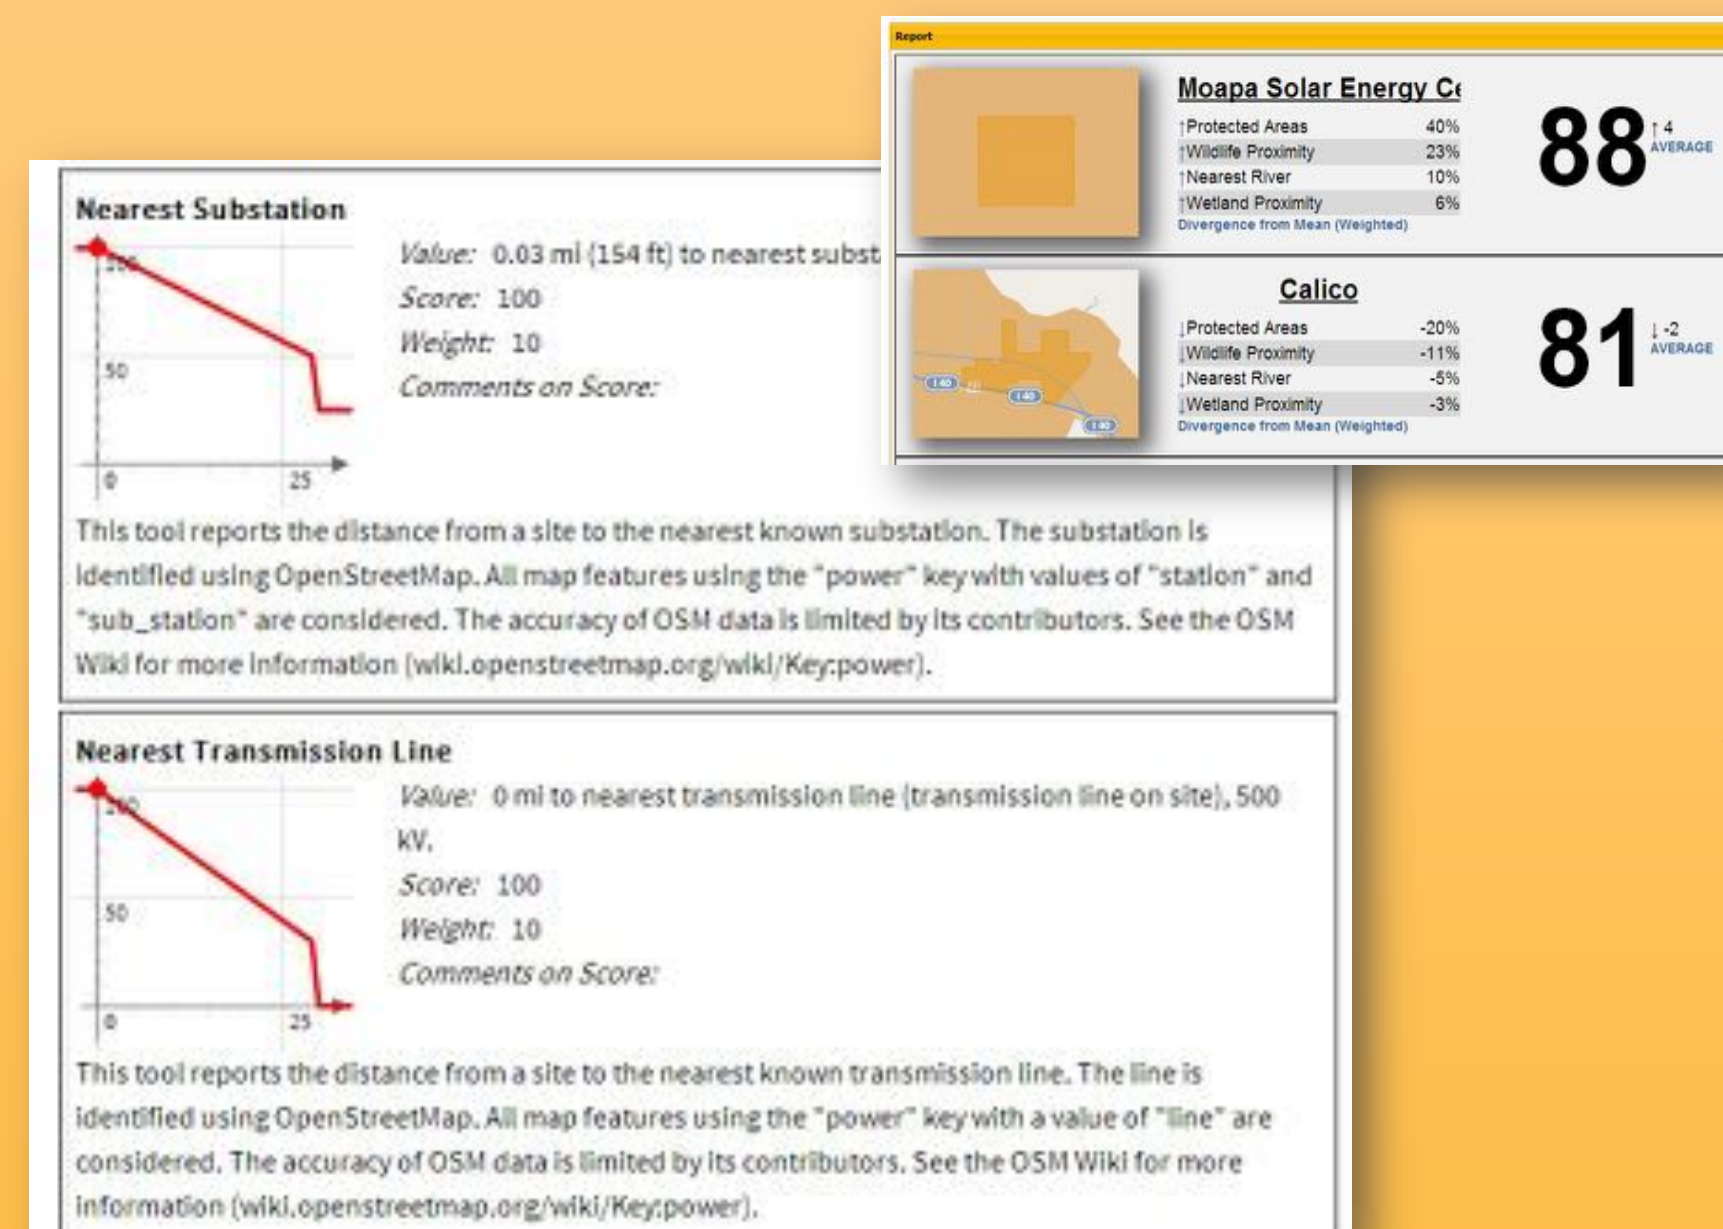 Report
Moapa Solar Energy Ce
↑Protected Areas 40%
↑Wildlife Proximity 23%
↑Nearest River 10%
↑Wetland Proximity 6%
Divergence from Mean (Weighted)
88 ↑ 4
AVERAGE
Calico
↓Protected Areas -20%
↓Wildlife Proximity -11%
↓Nearest River -5%
↓Wetland Proximity -3%
Divergence from Mean (Weighted)
81 ↓ -2
AVERAGE
I 40
I 40
I 40
Nearest Substation
100
50
0
25
Value: 0.03 mi (154 ft) to nearest subst
Score: 100
Weight: 10
Comments on Score:
This tool reports the distance from a site to the nearest known substation. The substation is
identified using OpenStreetMap. All map features using the "power" key with values of "station" and
"sub_station" are considered. The accuracy of OSM data is limited by its contributors. See the OSM
Wiki for more information (wiki.openstreetmap.org/wiki/Key:power).
Nearest Transmission Line
100
50
0
25
Value: 0 mi to nearest transmission line (transmission line on site), 500
kV.
Score: 100
Weight: 10
Comments on Score:
This tool reports the distance from a site to the nearest known transmission line. The line is
identified using OpenStreetMap. All map features using the "power" key with a value of "line" are
considered. The accuracy of OSM data is limited by its contributors. See the OSM Wiki for more
information (wiki.openstreetmap.org/wiki/Key:power).